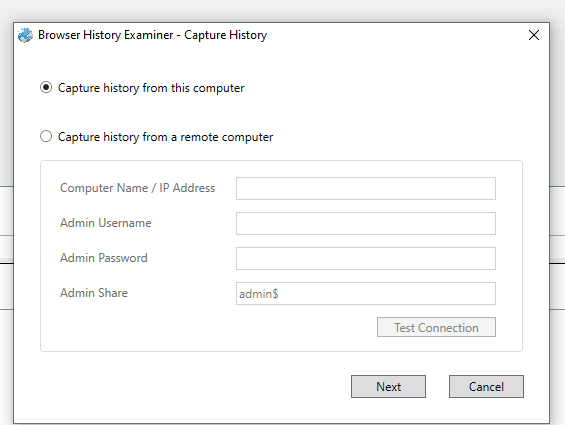 Browser History Examiner - Capture History
Capture history from this computer
Capture history from a remote computer
Computer Name / IP Address
Admin Username
Admin Password
Admin Share admin$
Test Connection
Next Cancel